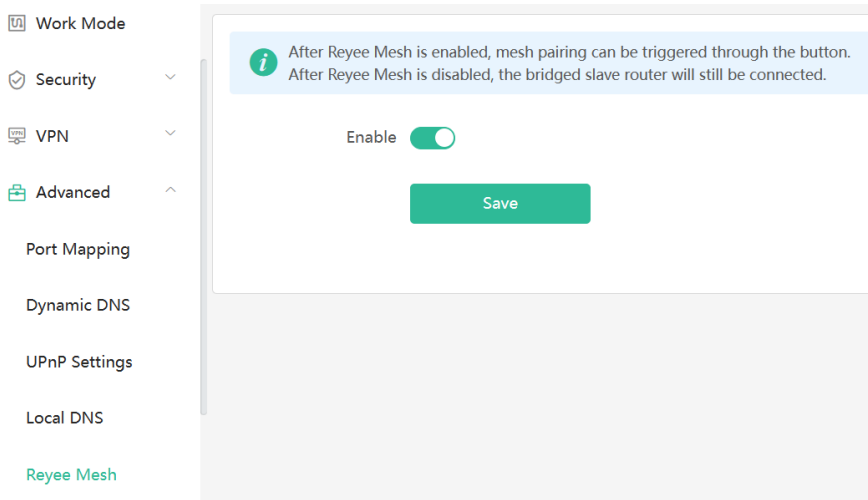 Work Mode
Security
VPN
VPN
Advanced
Port Mapping
Dynamic DNS
UPnP Settings
Local DNS
Reyee Mesh
After Reyee Mesh is enabled, mesh pairing can be triggered through the button.
After Reyee Mesh is disabled, the bridged slave router will still be connected.
Enable
Save